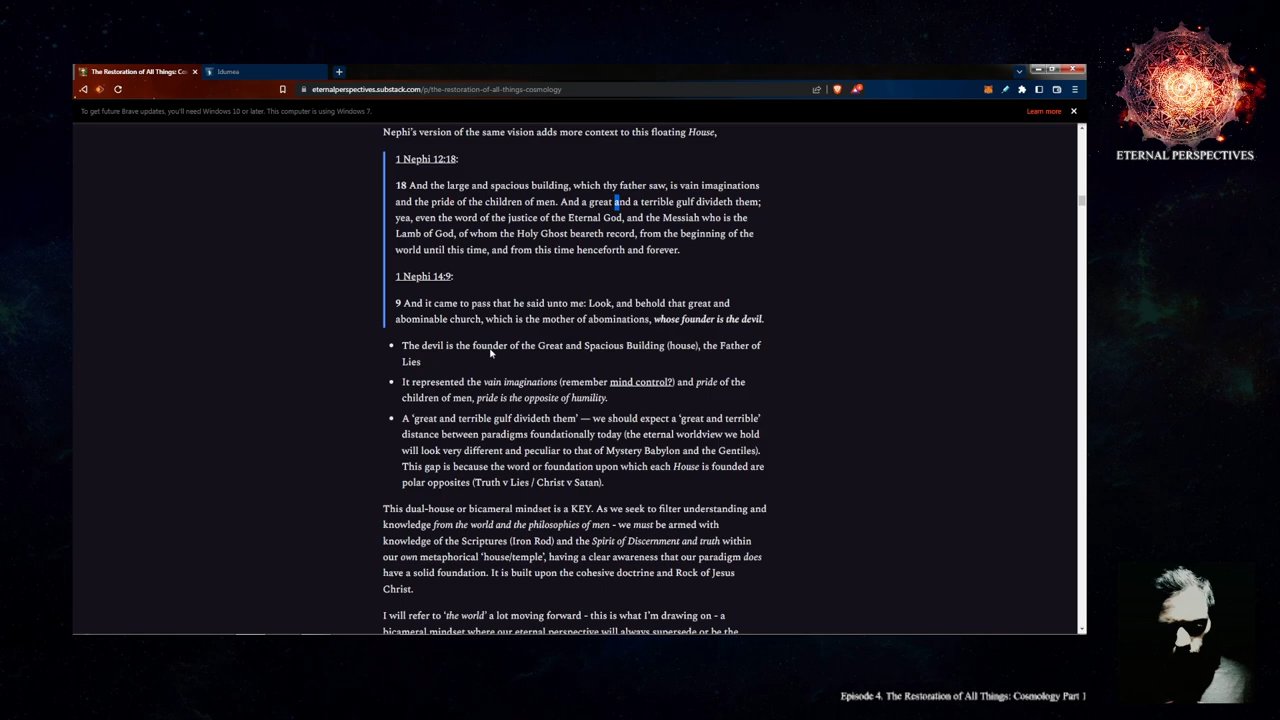 The Restoration of All Things: Co
Idumea
eternalperspectives.substack.com/p/the-restoration-of-all-things-cosmology
To get future Brave updates, you'll need Windows 10 or later. This computer is using Windows 7.
Learn more
Nephi's version of the same vision adds more context to this floating House,
1 Nephi 12:18:
18 And the large and spacious building, which thy father saw, is vain imaginations
and the pride of the children of men. And a great and a terrible gulf divideth them;
yea, even the word of the justice of the Eternal God, and the Messiah who is the
Lamb of God, of whom the Holy Ghost beareth record, from the beginning of the
world until this time, and from this time henceforth and forever.
1 Nephi 14:9:
9 And it came to pass that he said unto me: Look, and behold that great and
abominable church, which is the mother of abominations, whose founder is the devil.
• The devil is the founder of the Great and Spacious Building (house), the Father of
Lies
• It represented the vain imaginations (remember mind control?) and pride of the
children of men, pride is the opposite of humility.
• A 'great and terrible gulf divideth them' — we should expect a 'great and terrible'
distance between paradigms foundationally today (the eternal worldview we hold
will look very different and peculiar to that of Mystery Babylon and the Gentiles).
This gap is because the word or foundation upon which each House is founded are
polar opposites (Truth v Lies / Christ v Satan).
This dual-house or bicameral mindset is a KEY. As we seek to filter understanding and
knowledge from the world and the philosophies of men - we must be armed with
knowledge of the Scriptures (Iron Rod) and the Spirit of Discernment and truth within
our own metaphorical 'house/temple', having a clear awareness that our paradigm does
have a solid foundation. It is built upon the cohesive doctrine and Rock of Jesus
Christ.
I will refer to 'the world' a lot moving forward - this is what I'm drawing on - a
bicameral mindset where our eternal perspective will always supersede or be the
ETERNAL PERSPECTIVES
Episode 4. The Restoration of All Things: Cosmology Part 1